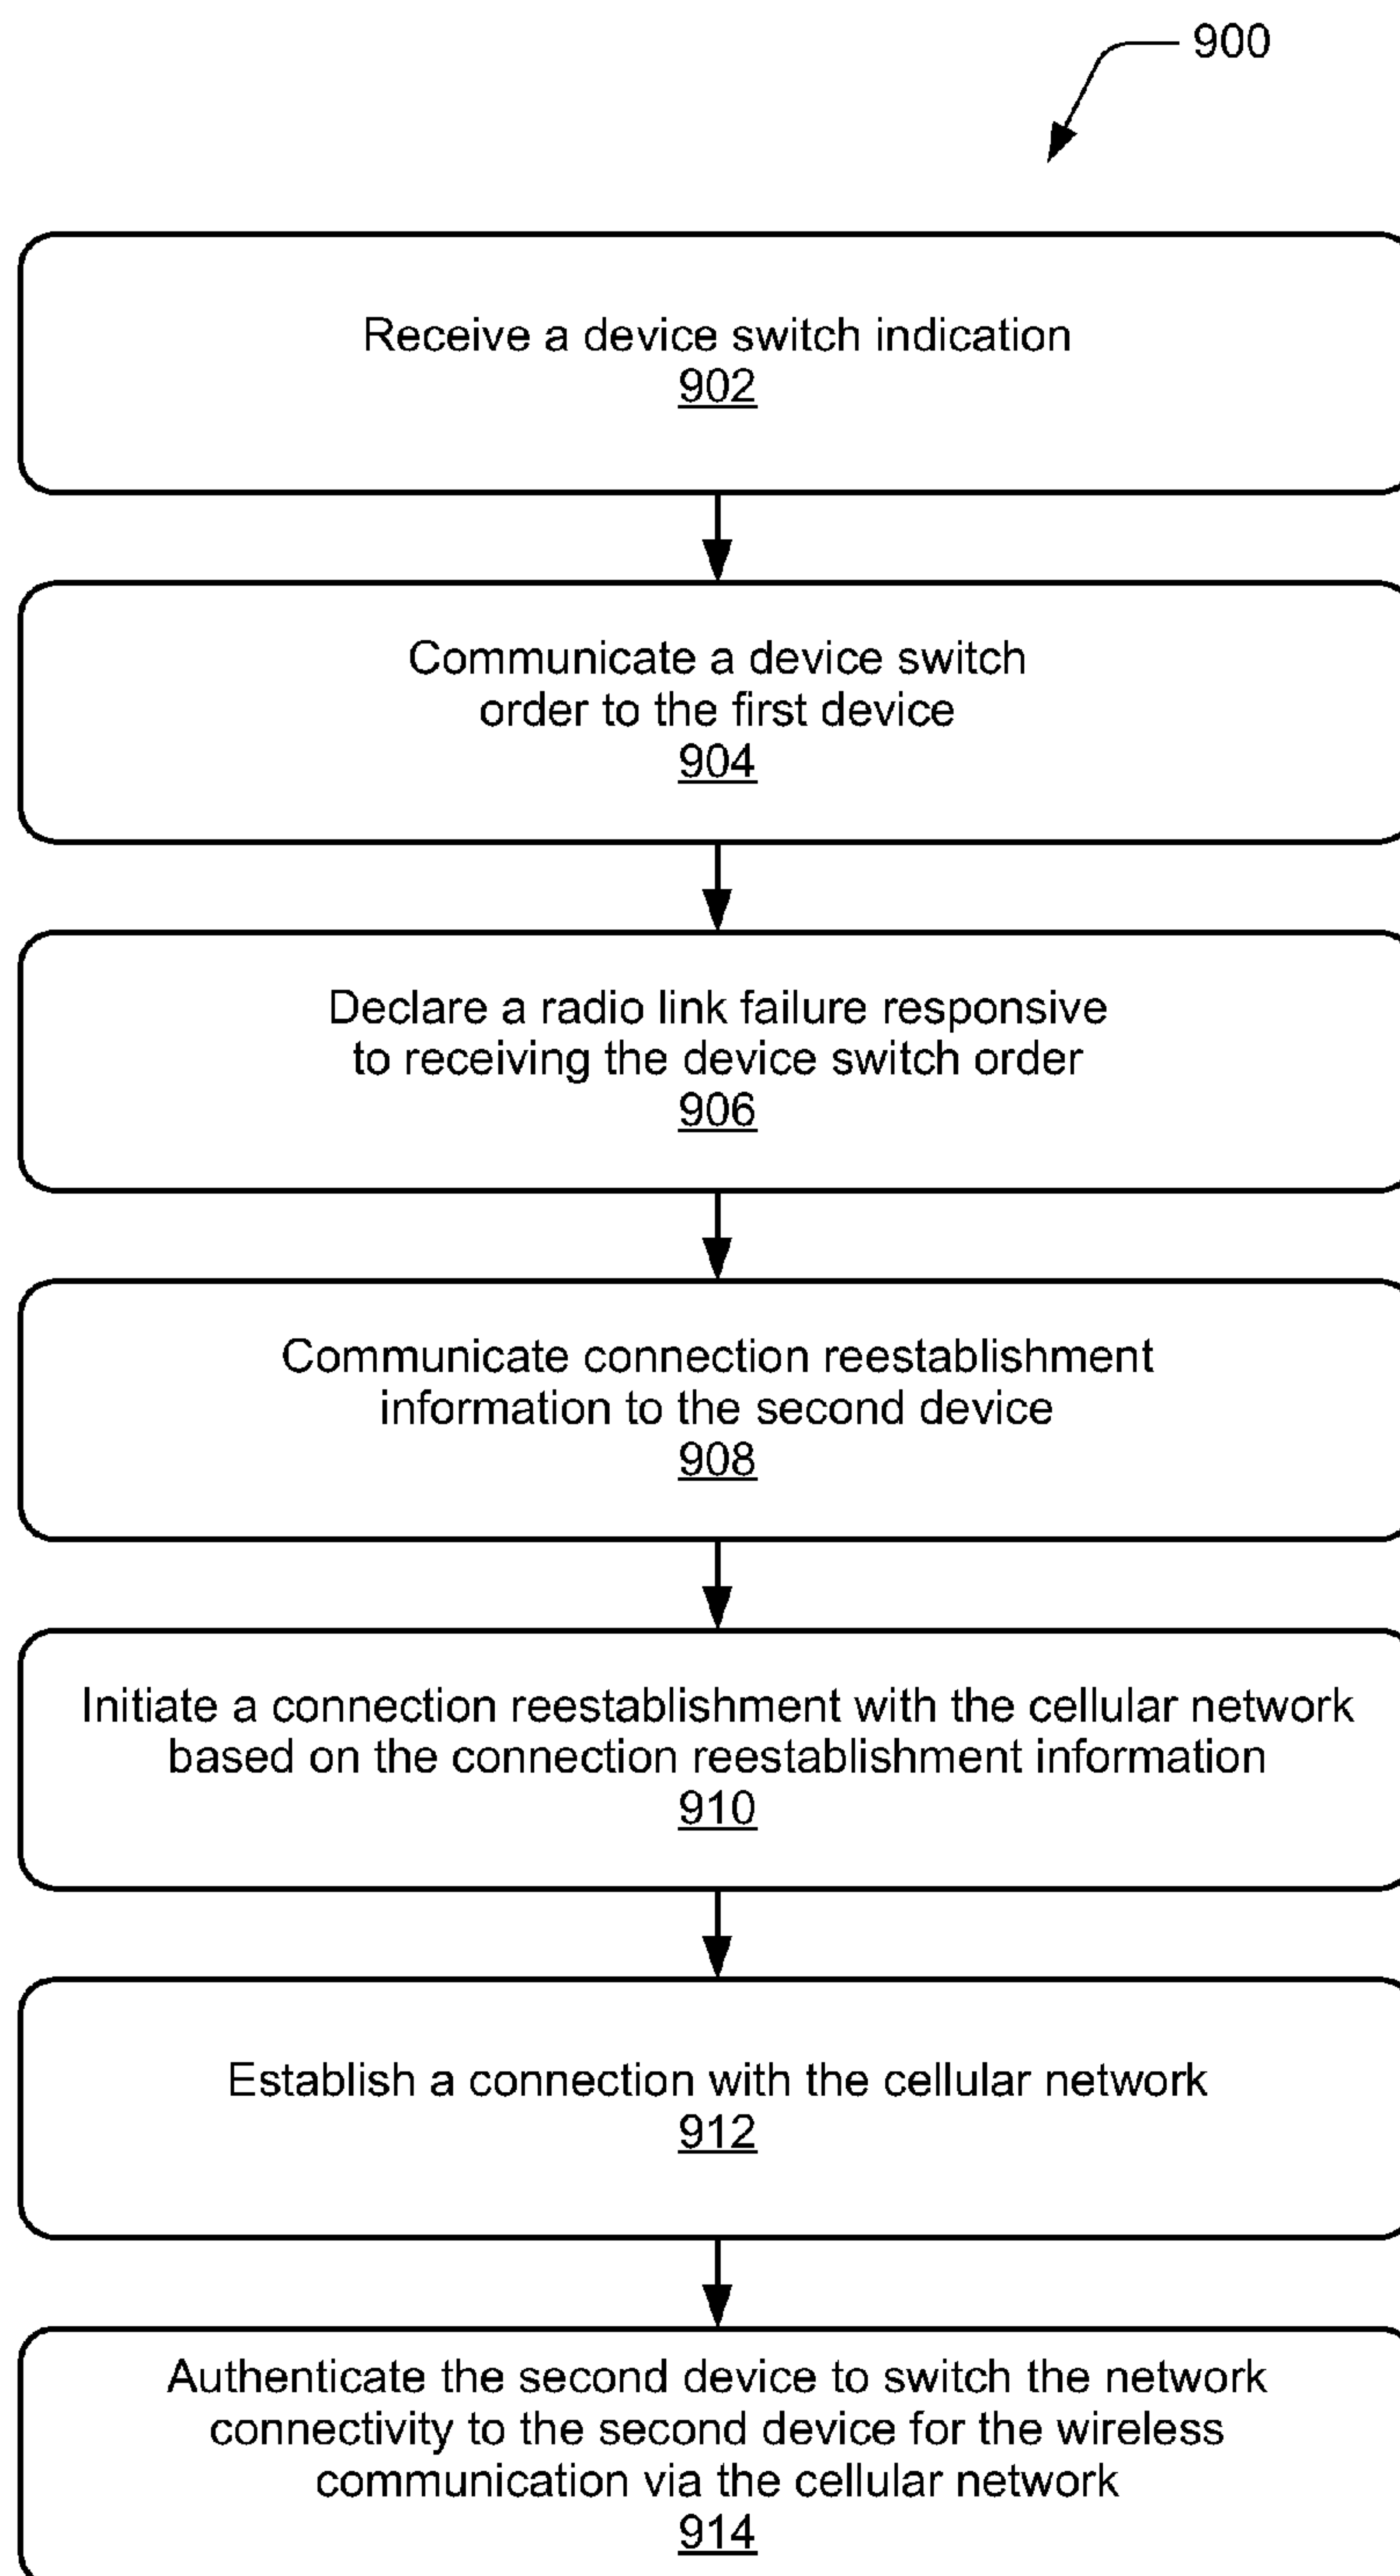 900
Receive a device switch indication
902
Communicate a device switch
order to the first device
904
Declare a radio link failure responsive
to receiving the device switch order
906
Communicate connection reestablishment
information to the second device
908
Initiate a connection reestablishment with the cellular network
based on the connection reestablishment information
910
Establish a connection with the cellular network
912
Authenticate the second device to switch the network
connectivity to the second device for the wireless
communication via the cellular network
914